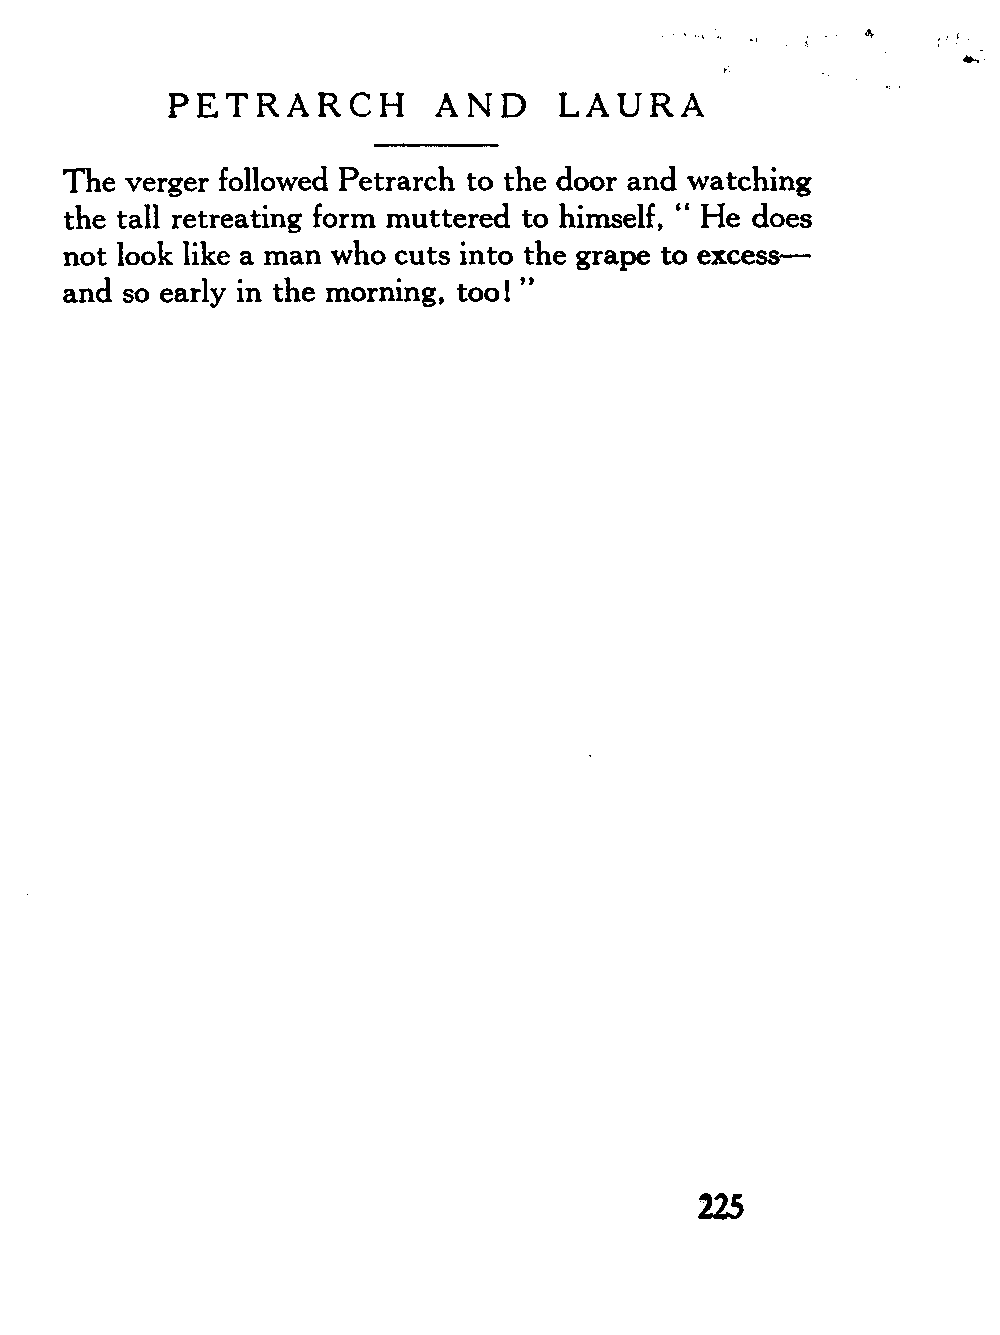 PETRARCH AND LAURA
The verger followed Petrarch to the door and watching
the tall retreating form muttered to himself, “ He does
not look like a man who cuts into the grape to excess—
and so early in the morning, too! ”
225